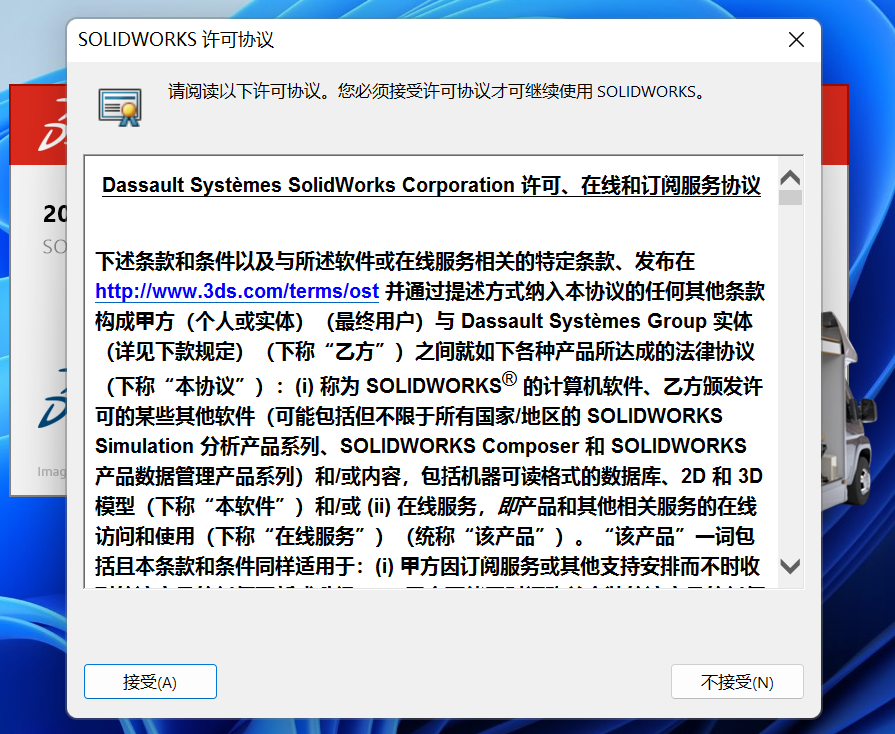 SOLIDWORKS 许可协议
请阅读以下许可协议。您必须接受许可协议才可继续使用 SOLIDWORKS。
Dassault Systèmes SolidWorks Corporation 许可、在线和订阅服务协议
20
SO
下述条款和条件以及与所述软件或在线服务相关的特定条款、发布在
http://www.3ds.com/terms/ost 并通过提述方式纳入本协议的任何其他条款
构成甲方（个人或实体）（最终用户）与 Dassault Systèmes Group 实体
（详见下款规定）（下称“乙方”）之间就如下各种产品所达成的法律协议
（下称“本协议”）：(i) 称为 SOLIDWORKS® 的计算机软件、乙方颁发许
可的某些其他软件（可能包括但不限于所有国家/地区的 SOLIDWORKS
Simulation 分析产品系列、SOLIDWORKS Composer 和 SOLIDWORKS
产品数据管理产品系列）和/或内容，包括机器可读格式的数据库、2D 和 3D
模型（下称“本软件”）和/或 (ii) 在线服务，即产品和其他相关服务的在线
访问和使用（下称“在线服务”）（统称“该产品”）。“该产品”一词包
括且本条款和条件同样适用于：(i) 甲方因订阅服务或其他支持安排而不时收
Imag
接受(A)
不接受(N)